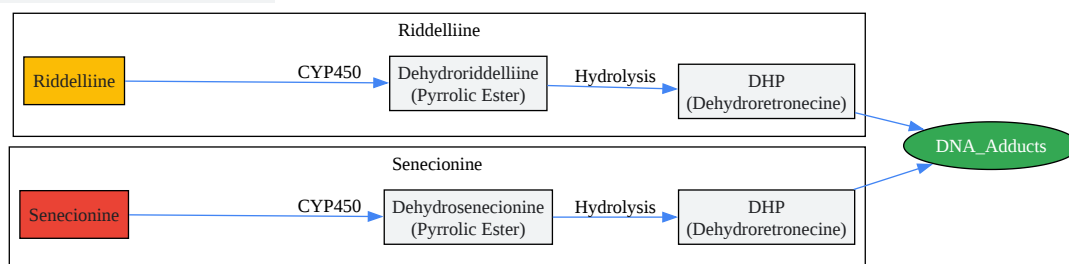 Riddelliine
Riddelliine
CYP450
Dehydroriddelliine
(Pyrrolic Ester)
Hydrolysis
DHP
(Dehydroretronecine)
DNA_Adducts
Senecionine
Senecionine
CYP450
Dehydrosenecionine
(Pyrrolic Ester)
Hydrolysis
DHP
(Dehydroretronecine)